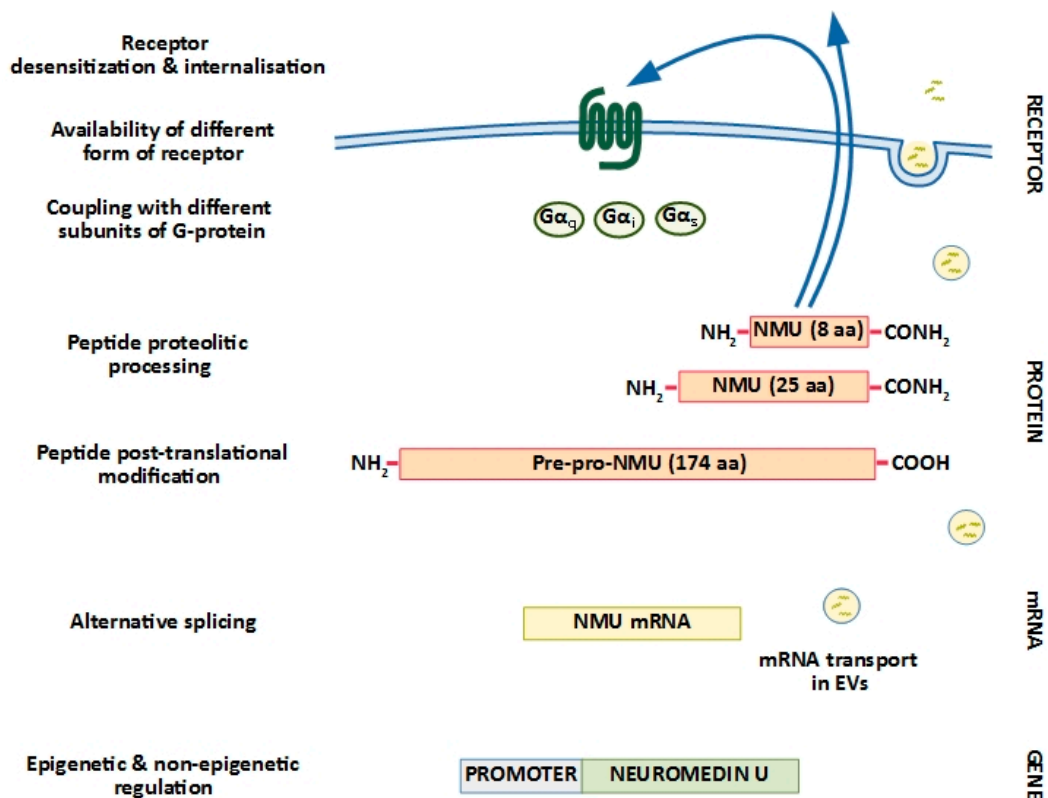 Receptor
desensitization & internalisation
RECEPTOR
Availability of different
form of receptor
Coupling with different
subunits of G-protein
Gαq Gαi Gαs
Peptide proteolitic
processing
NH2 NMU (8 aa) CONH2
NH2 NMU (25 aa) CONH2
PROTEIN
Peptide post-translational
modification
NH2 Pre-pro-NMU (174 aa) COOH
Alternative splicing
NMU mRNA
mRNA transport
in EVs
mRNA
Epigenetic & non-epigenetic
regulation
PROMOTER NEUROMEDIN U
GENE